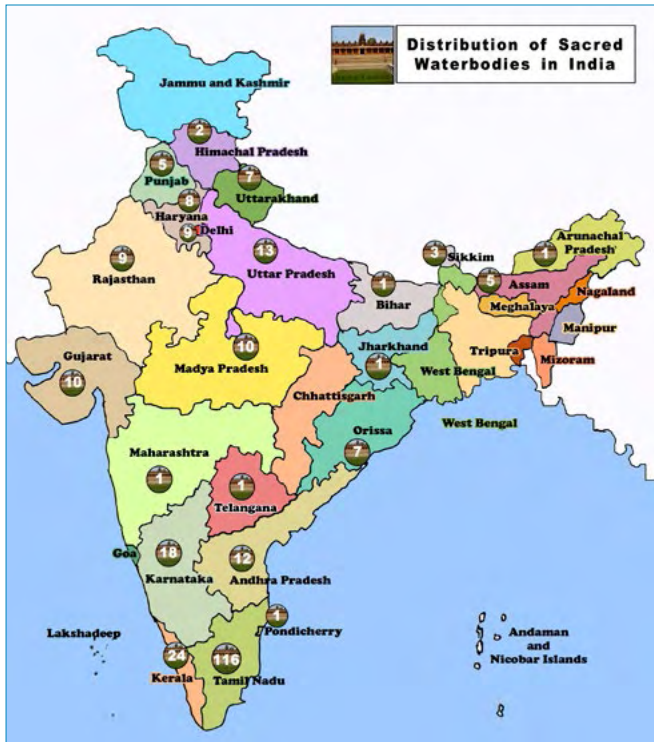 Distribution of Sacred
Waterbodies in India
Jammu and Kashmir
2
Himachal Pradesh
5
Punjab
7
Uttarakhand
8
Haryana
9
Delhi
9
Rajasthan
13
Uttar Pradesh
3
Sikkim
1
Arunachal
Pradesh
5
Assam
Nagaland
Meghalaya
Manipur
1
Bihar
Tripura
Mizoram
Gujarat
10
10
Madya Pradesh
Jharkhand
1
West Bengal
Chhattisgarh
West Bengal
Orissa
7
Maharashtra
1
1
Telangana
Goa
18
Karnataka
12
Andhra Pradesh
1
Pondicherry
Lakshadeep
Andaman
and
Nicobar Islands
24
Kerala
116
Tamil Nadu